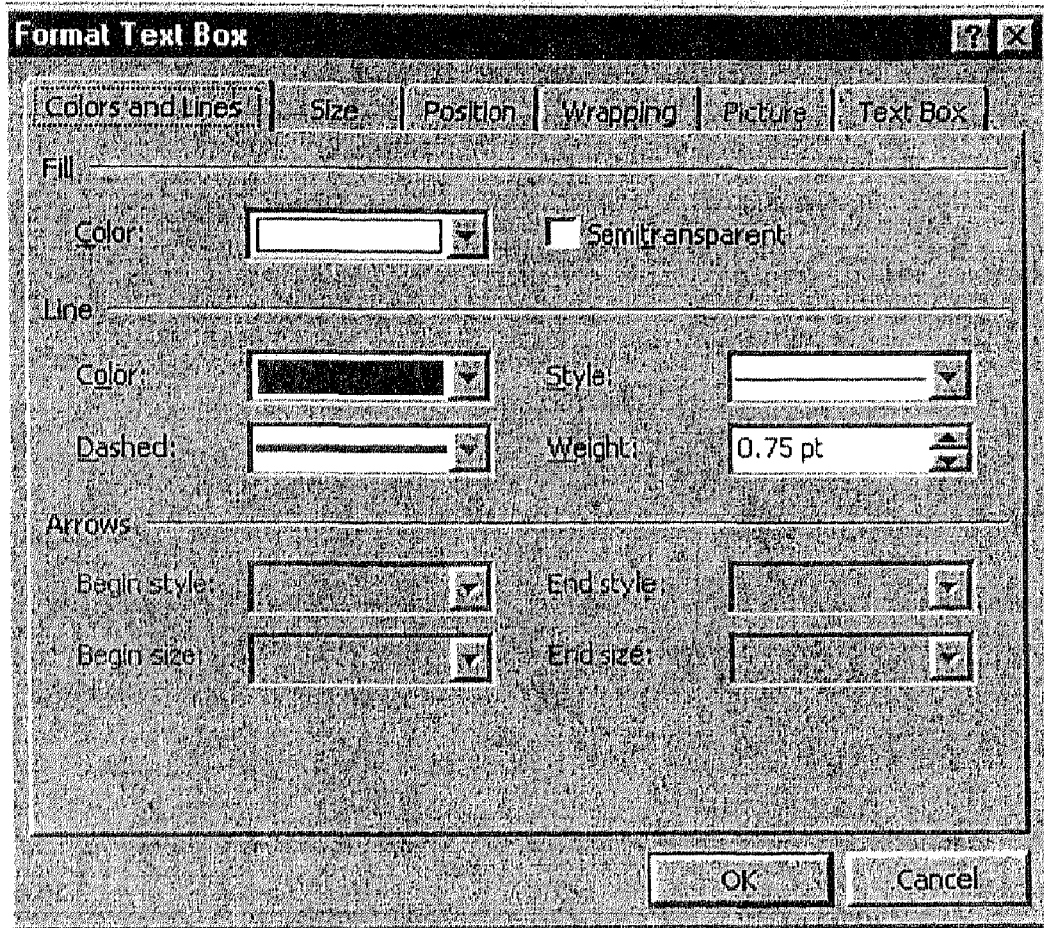 Format Text Box
Colors and Lines Size Position Wrapping Picture Text Box
Fill
Color: Semitransparent
Line
Color: Style:
Dashed: Weight: 0.75 pt
Arrows
Begin style: End style:
Begin size: End size:
OK Cancel